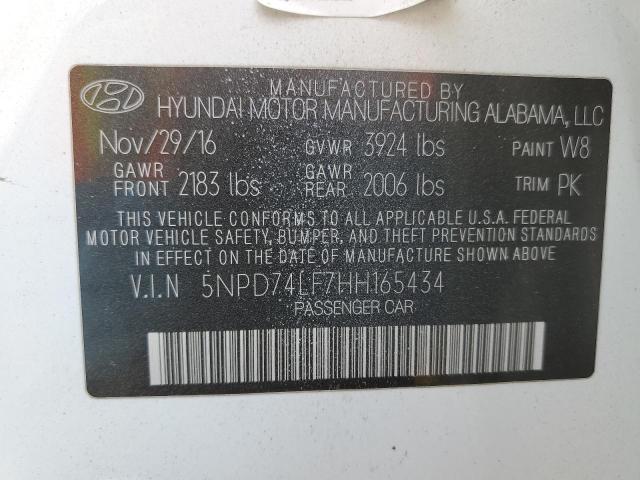 MANUFACTURED BY
HYUNDAI MOTOR MANUFACTURING ALABAMA, LLC
Nov/29/16 GVWR 3924 lbs PAINT W8
GAWR FRONT 2183 lbs GAWR REAR 2006 lbs TRIM PK
THIS VEHICLE CONFORMS TO ALL APPLICABLE U.S.A. FEDERAL
MOTOR VEHICLE SAFETY, BUMPER, AND THEFT PREVENTION STANDARDS
IN EFFECT ON THE DATE OF MANUFACTURE SHOWN ABOVE.
V.I.N 5NPD74LF7HH165434
PASSENGER CAR